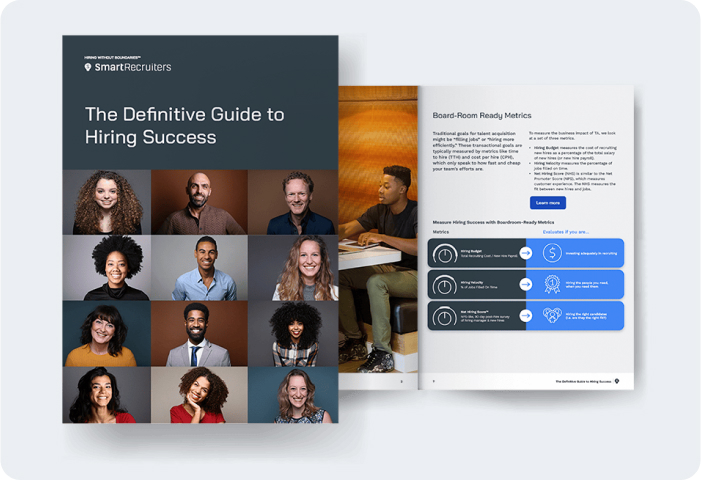 HIRING WITHOUT BOUNDARIES™
SmartRecruiters
The Definitive Guide to
Hiring Success
Board-Room Ready Metrics
Traditional goals for talent acquisition
might be “filling jobs” or “hiring more
efficiently.” These transactional goals are
typically measured by metrics like time
to hire (TTH) and cost per hire (CPH),
which only speak to how fast and cheap
your team's efforts are.
To measure the business impact of TA, we look
at a set of three metrics.
• Hiring Budget measures the cost of recruiting
new hires as a percentage of the total salary
of new hires (or new hire payroll).
• Hiring Velocity measures the percentage of
jobs filled on time.
• Net Hiring Score (NHS) is similar to the Net
Promoter Score (NPS), which measures
customer experience. The NHS measures the
fit between new hires and jobs.
Learn more
Measure Hiring Success with Boardroom-Ready Metrics
Metrics
Evaluates if you are...
Hiring Budget
Total Recruiting Cost / New Hire Payroll
Investing adequately to recruiting
Hiring Velocity
% of Jobs Filled On Time
Hiring the people you need,
when you need them
Net Hiring Score™
of hiring manager & new hires.
Hiring the right candidates
The Definitive Guide to Hiring Success